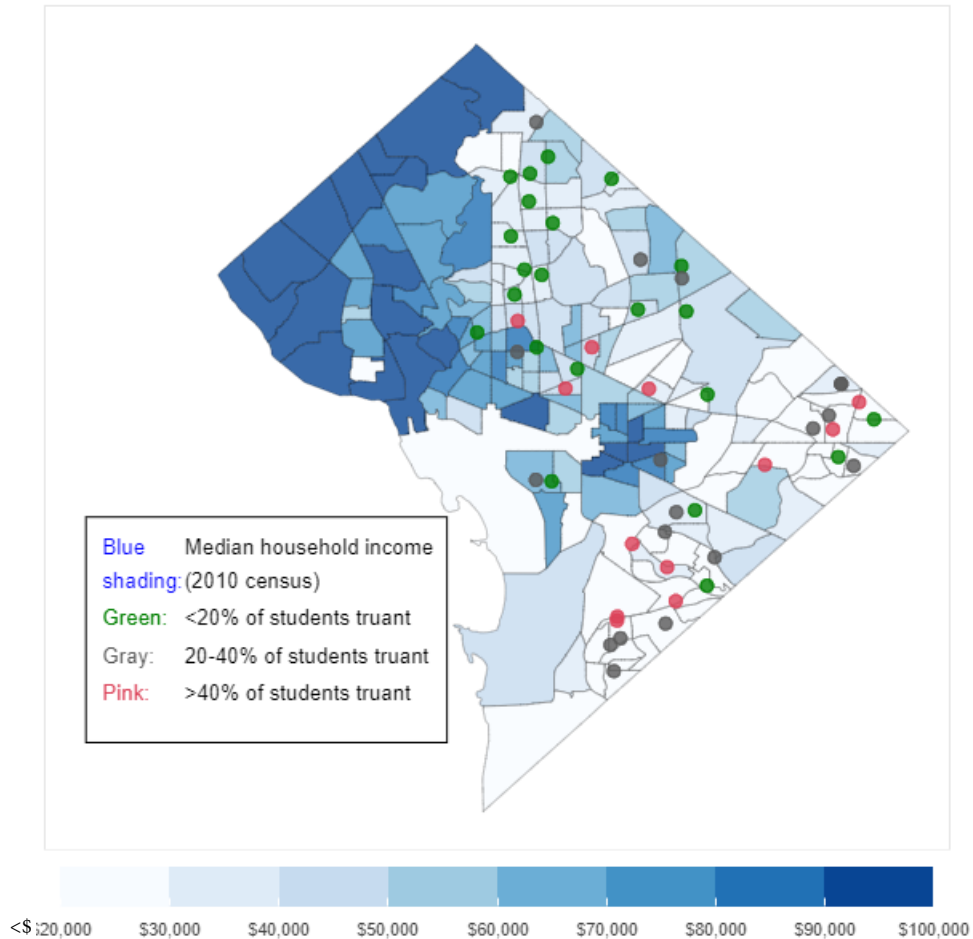 Blue Median household income
shading: (2010 census)
Green: <20% of students truant
Gray: 20-40% of students truant
Pink: >40% of students truant
<$20,000 $30,000 $40,000 $50,000 $60,000 $70,000 $80,000 $90,000 $100,000